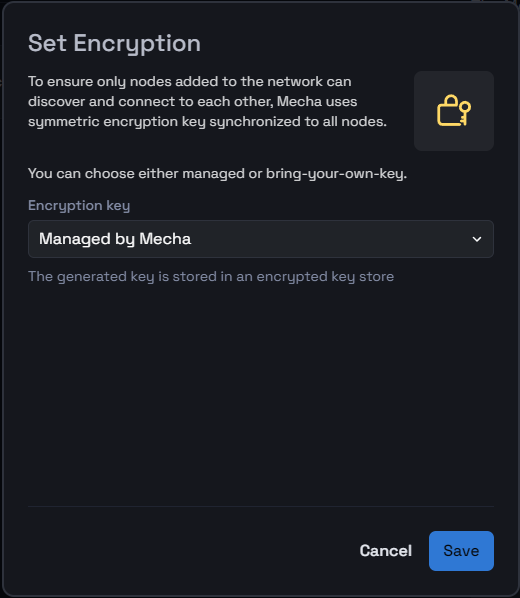 Set Encryption
To ensure only nodes added to the network can
discover and connect to each other, Mecha uses
symmetric encryption key synchronized to all nodes.
You can choose either managed or bring-your-own-key.
Encryption key
Managed by Mecha
The generated key is stored in an encrypted key store
Cancel
Save